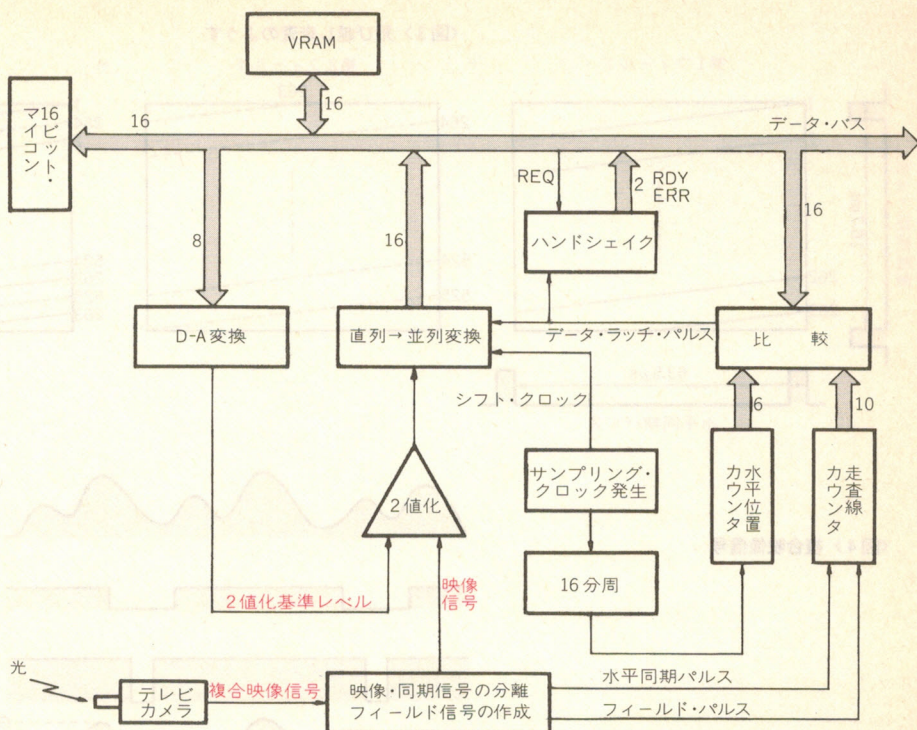 VRAM
16
16ビット・
マイコン
16
データ・バス
8
16
REQ
2
RDY
ERR
16
ハンドシェイク
D-A変換
直列→並列変換
データ・ラッチ・パルス
比較
シフト・クロック
6
10
2値化
サンプリング・
クロック発生
水平位置
カウンタ
走査線
カウンタ
16分周
2値化基準レベル
映像
信号
光
テレビ
カメラ
複合映像信号
映像・同期信号の分離
フィールド信号の作成
水平同期パルス
フィールド・パルス